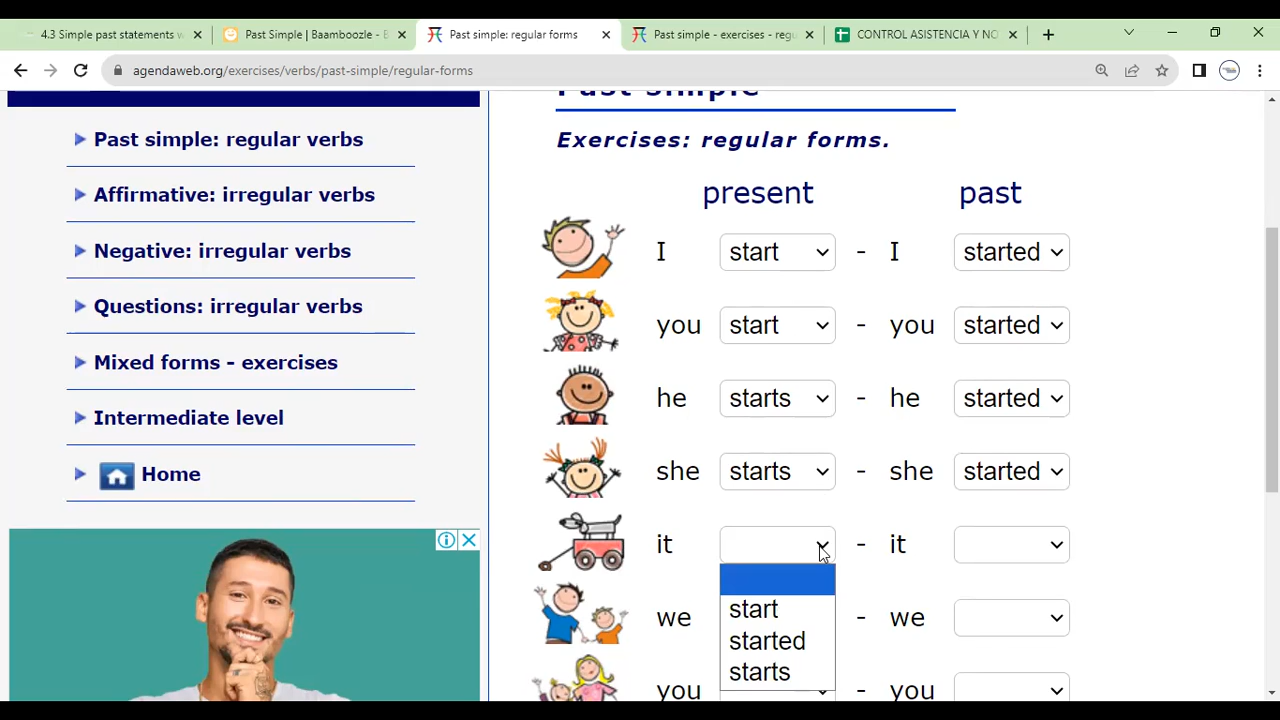 4.3 Simple past statements w
Past Simple | Baamboozle - B
Past simple: regular forms
Past simple - exercises - regu
CONTROL ASISTENCIA Y NO
agendaweb.org/exercises/verbs/past-simple/regular-forms
Past simple: regular verbs
Affirmative: irregular verbs
Negative: irregular verbs
Questions: irregular verbs
Mixed forms - exercises
Intermediate level
Home
Past simple
Exercises: regular forms.
present past
I start - I started
you start - you started
he starts - he started
she starts - she started
it - it
start
started
starts
we - we
you - you